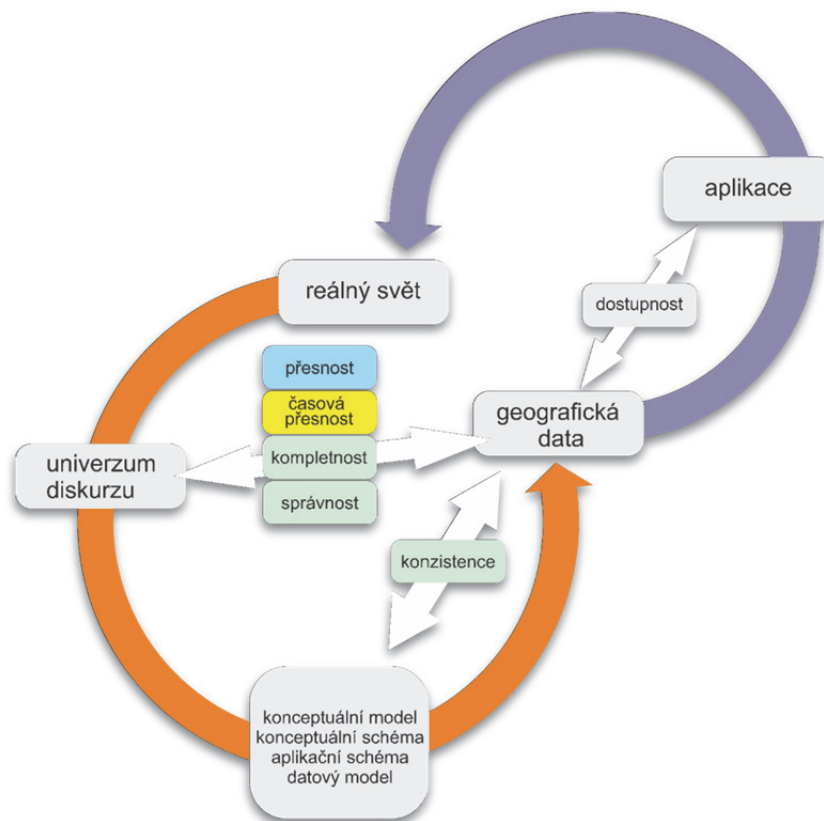 aplikace
reálný svět
dostupnost
přesnost
časová
přesnost
geografická
data
univerzum
diskurzu
kompletnost
správnost
konzistence
konceptuální model
konceptuální schéma
aplikační schéma
datový model